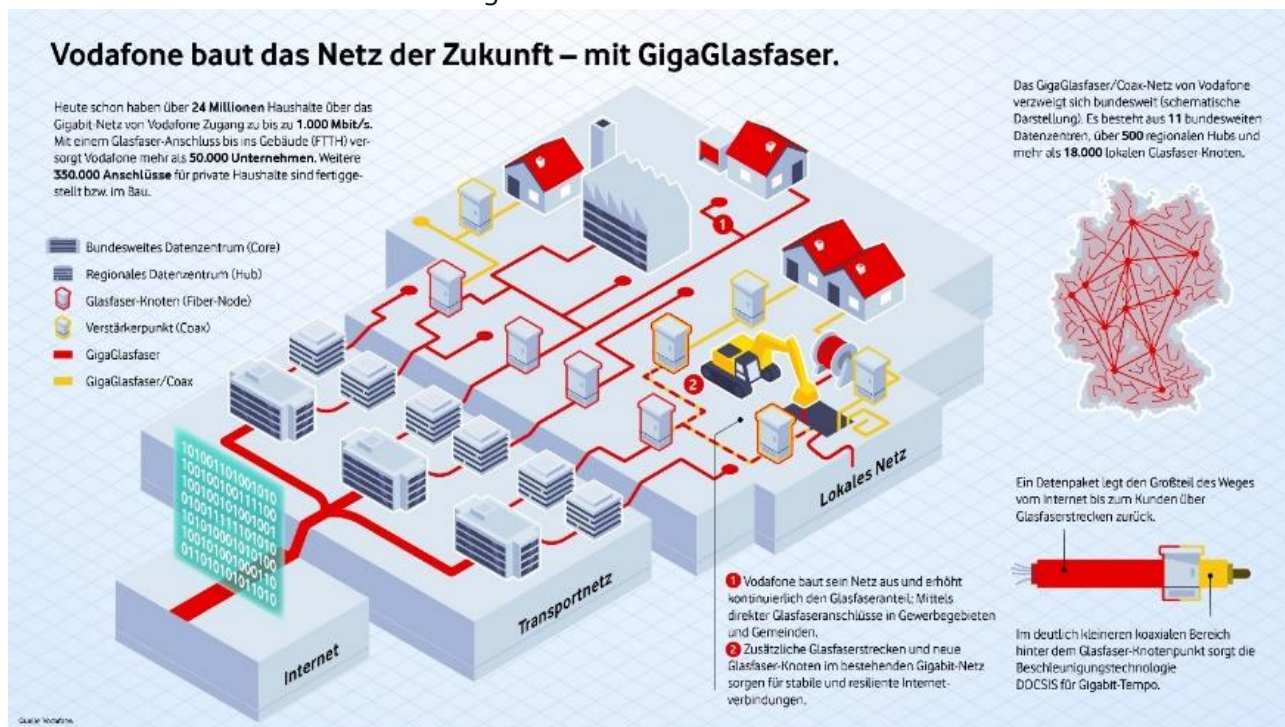 Vodafone baut das Netz der Zukunft – mit GigaGlasfaser.
Heute schon haben über 24 Millionen Haushalte über das
Gigabit-Netz von Vodafone Zugang zu bis zu 1.000 Mbit/s.
Mit einem Glasfaser-Anschluss bis ins Gebäude (FTTH) ver-
sorgt Vodafone mehr als 50.000 Unternehmen. Weitere
350.000 Anschlüsse für private Haushalte sind fertigge-
stellt bzw. im Bau.
Bundesweites Datenzentrum (Core)
Regionales Datenzentrum (Hub)
Glasfaser-Knoten (Fiber-Node)
Verstärkerpunkt (Coax)
GigaGlasfaser
GigaGlasfaser/Coax
Das GigaGlasfaser/Coax-Netz von Vodafone
verzweigt sich bundesweit (schematische
Darstellung). Es besteht aus 11 bundesweiten
Datenzentren, über 500 regionalen Hubs und
mehr als 18.000 lokalen Glasfaser-Knoten.
1
2
101001101001010
100100100111100
100100101001001
010011111101010
101010001010100
100101001000110
011010101011010
Internet
Transportnetz
Lokales Netz
1 Vodafone baut sein Netz aus und erhöht
kontinuierlich den Glasfaseranteil; Mittels
direkter Glasfaseranschlüsse in Gewerbegebieten
und Gemeinden.
2 Zusätzliche Glasfaserstrecken und neue
Glasfaser-Knoten im bestehenden Gigabit-Netz
sorgen für stabile und resiliente Internet-
verbindungen.
Ein Datenpaket legt den Großteil des Weges
vom Internet bis zum Kunden über
Glasfaserstrecken zurück.
Im deutlich kleineren koaxialen Bereich
hinter dem Glasfaser-Knotenpunkt sorgt die
Beschleunigungstechnologie
DOCSIS für Gigabit-Tempo.
Quelle: Vodafone.